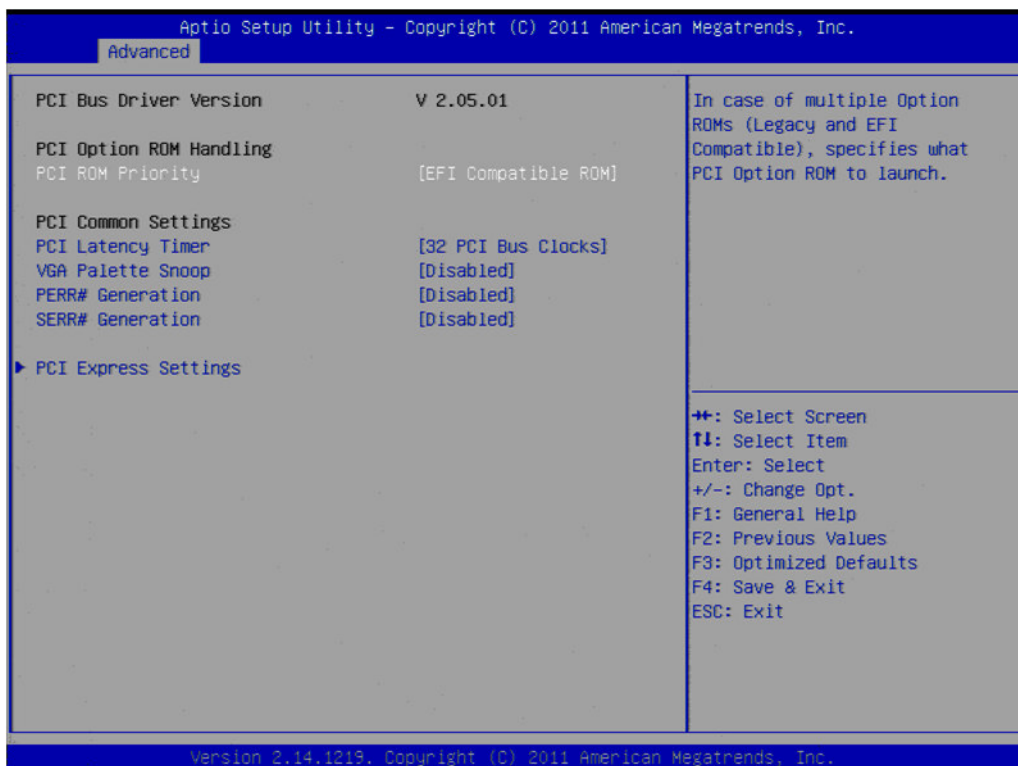 Aptio Setup Utility – Copyright (C) 2011 American Megatrends, Inc.
Advanced
PCI Bus Driver Version V 2.05.01
PCI Option ROM Handling
PCI ROM Priority [EFI Compatible ROM]
PCI Common Settings
PCI Latency Timer [32 PCI Bus Clocks]
VGA Palette Snoop [Disabled]
PERR# Generation [Disabled]
SERR# Generation [Disabled]
▶ PCI Express Settings
In case of multiple Option
ROMs (Legacy and EFI
Compatible), specifies what
PCI Option ROM to launch.
→←: Select Screen
↑↓: Select Item
Enter: Select
+/-: Change Opt.
F1: General Help
F2: Previous Values
F3: Optimized Defaults
F4: Save & Exit
ESC: Exit
Version 2.14.1219. Copyright (C) 2011 American Megatrends, Inc.